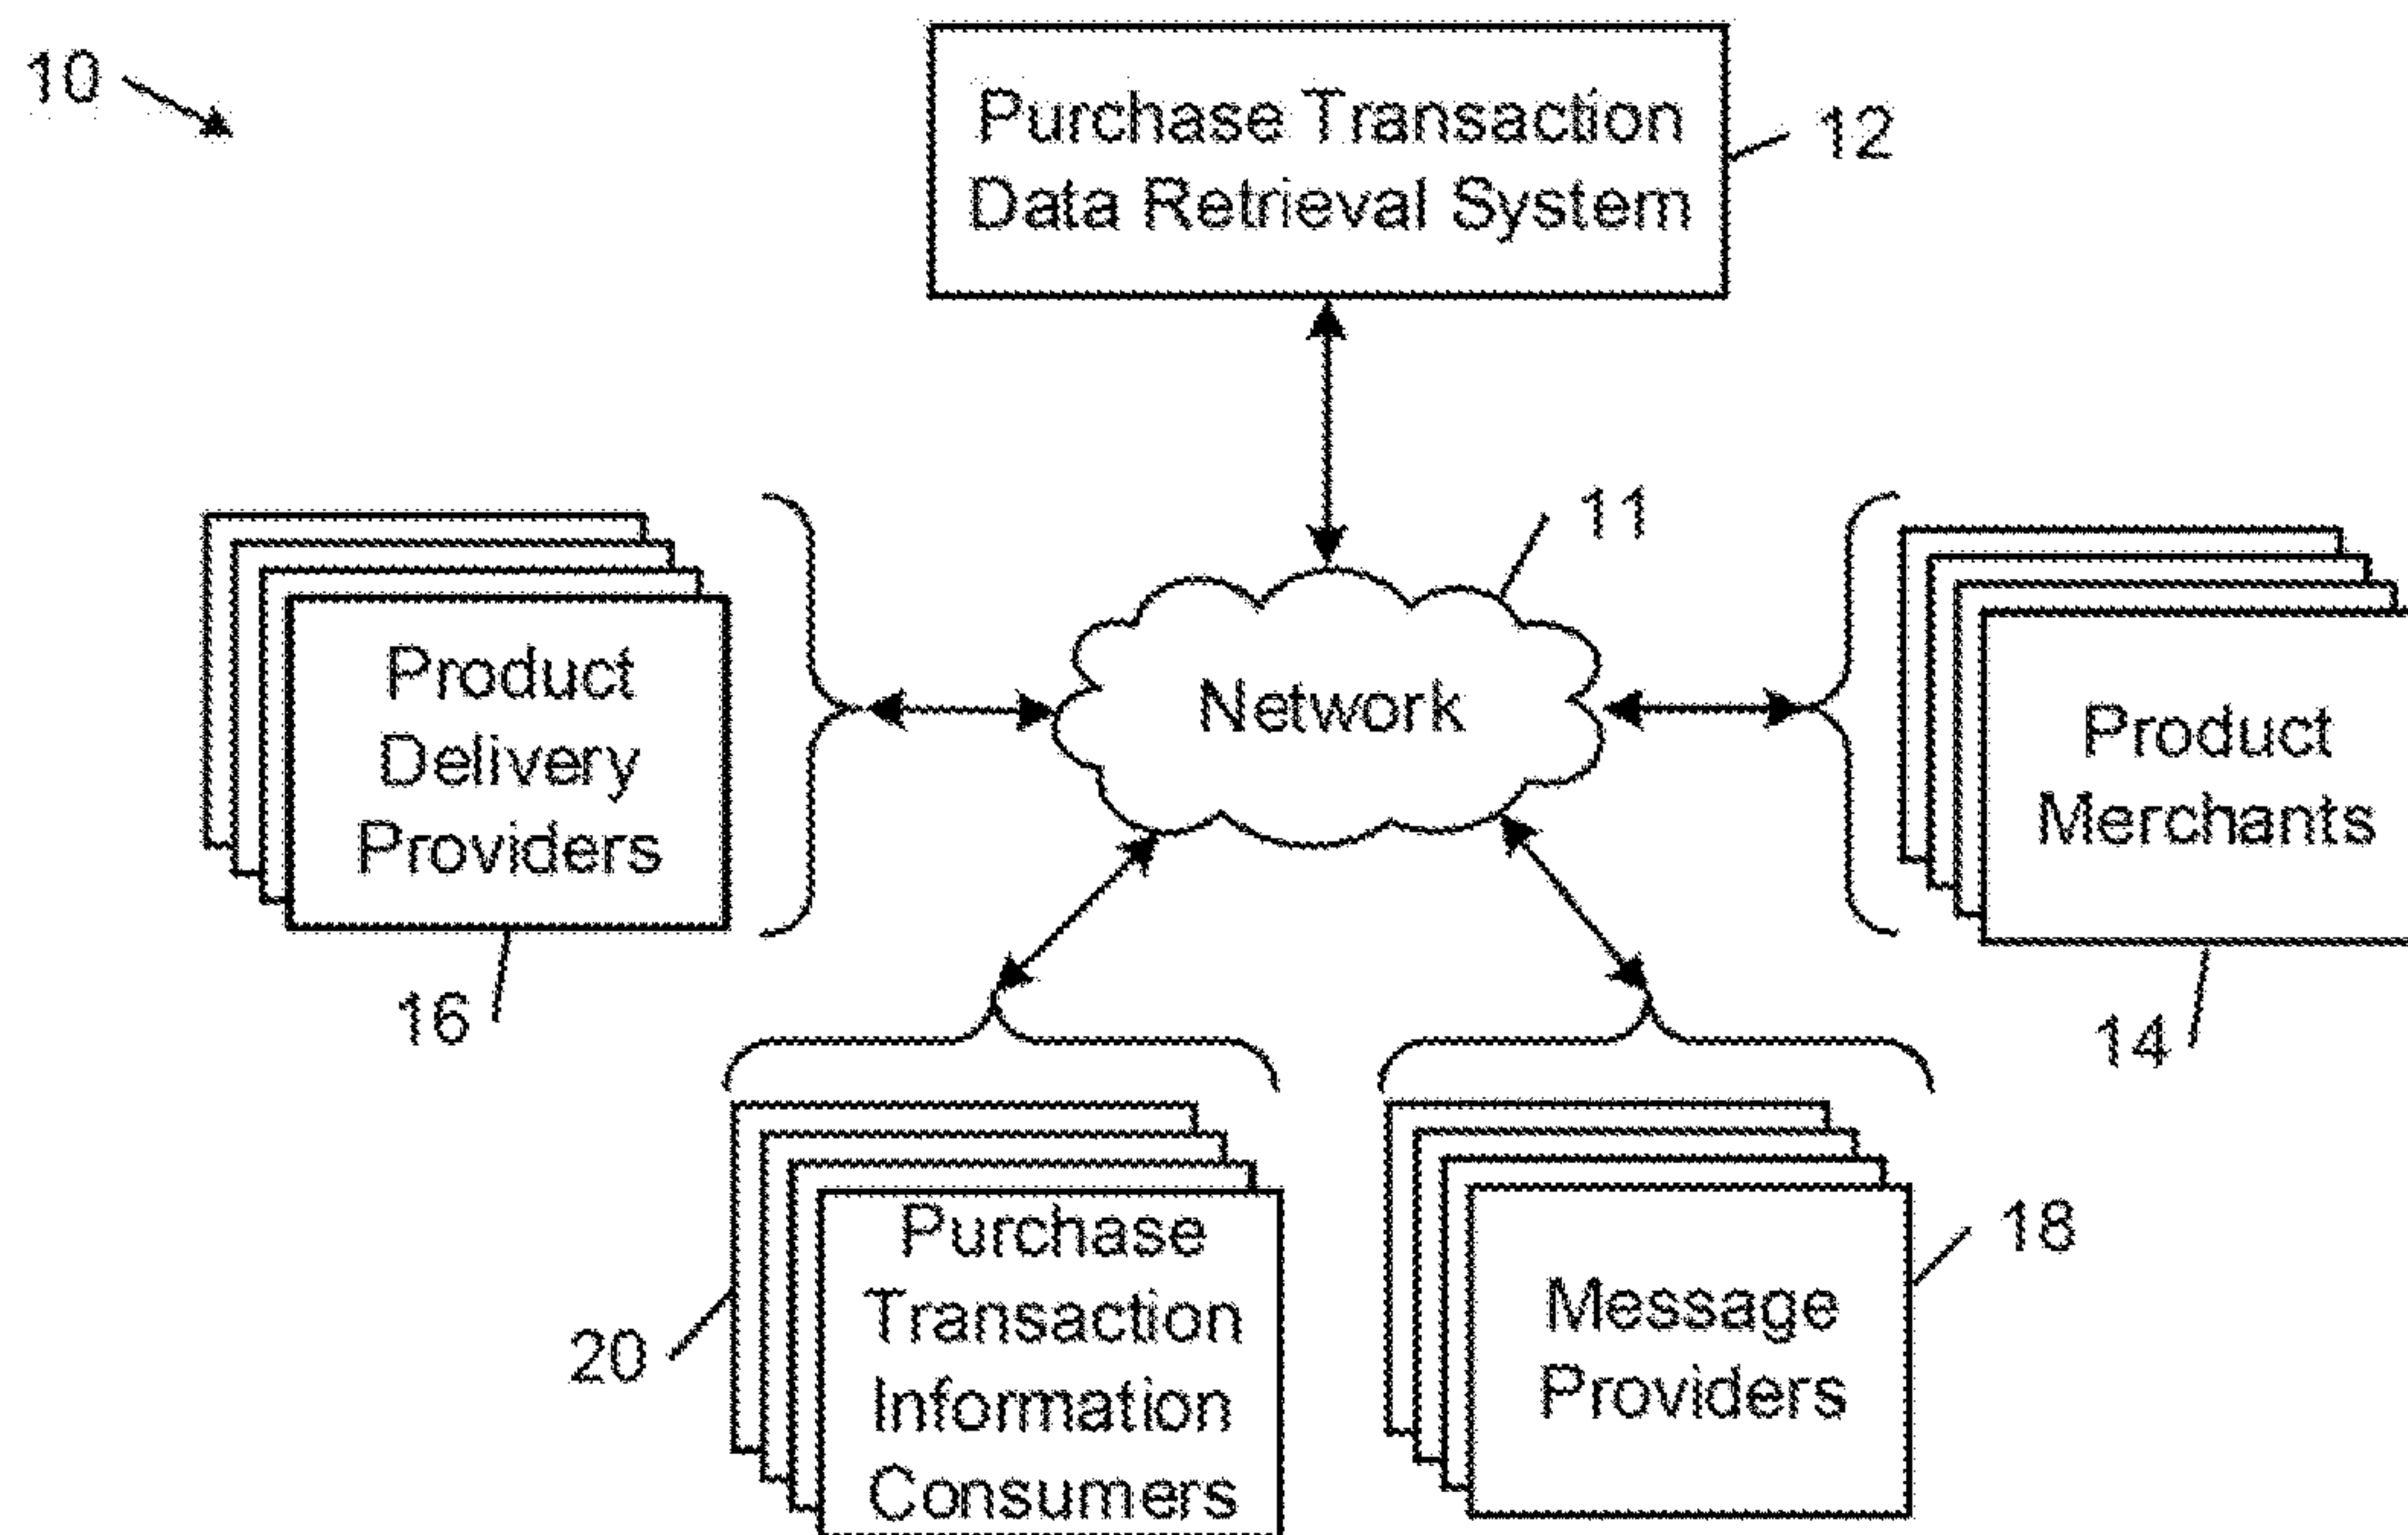 10
Purchase Transaction
Data Retrieval System
12
11
Product
Delivery
Providers
16
Network
Product
Merchants
14
Purchase
Transaction
Information
Consumers
20
Message
Providers
18